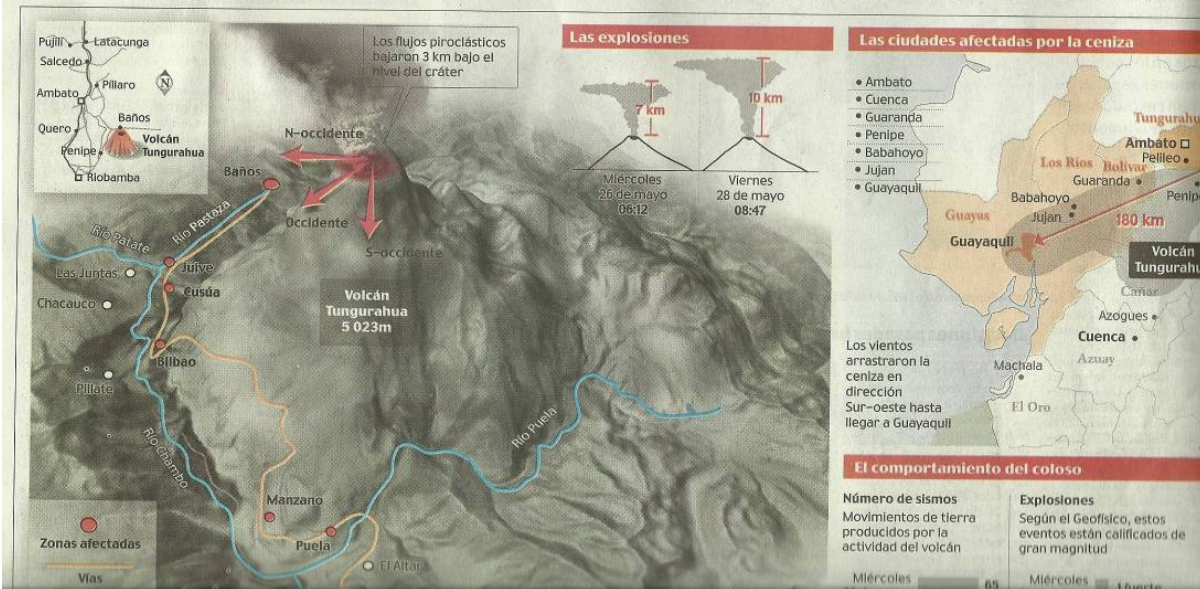 Pujilí
Latacunga
Salcedo
Píllaro
N
Ambato
Baños
Quero
Volcán
Tungurahua
Penipe
Riobamba
Los flujos piroclásticos
bajaron 3 km bajo el
nivel del cráter
N-occidente
Baños
Occidente
S-occidente
Río Pastaza
Río Patate
Juive
Las Juntas
Cusúa
Chacauco
Volcán
Tungurahua
5 023m
Bilbao
Pillate
Río Chambo
Río Puela
Manzano
Puela
El Altar
Zonas afectadas
Vías
Las explosiones
7 km
10 km
Miércoles
26 de mayo
06:12
Viernes
28 de mayo
08:47
Las ciudades afectadas por la ceniza
• Ambato
• Cuenca
• Guaranda
• Penipe
• Babahoyo
• Jujan
• Guayaquil
Tungurahu
Ambato
Pelileo
Los Ríos
Bolívar
Guaranda
Babahoyo
Penipe
Jujan
180 km
Guayas
Guayaquil
Volcán
Tungurahu
Cañar
Azogues
Cuenca
Azuay
Machala
El Oro
Los vientos
arrastraron la
ceniza en
dirección
Sur-oeste hasta
llegar a Guayaquil
El comportamiento del coloso
Número de sismos
Movimientos de tierra
producidos por la
actividad del volcán
Miércoles
65
Explosiones
Según el Geofísico, estos
eventos están calificados de
gran magnitud
Miércoles
1 fuerte